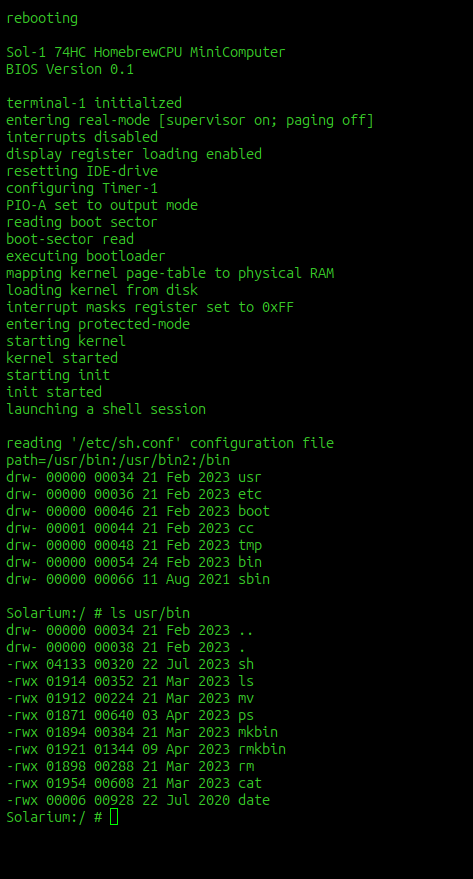 rebooting
Sol-1 74HC HomebrewCPU MiniComputer
BIOS Version 0.1
terminal-1 initialized
entering real-mode [supervisor on; paging off]
interrupts disabled
display register loading enabled
resetting IDE-drive
configuring Timer-1
PIO-A set to output mode
reading boot sector
boot-sector read
executing bootloader
mapping kernel page-table to physical RAM
loading kernel from disk
interrupt masks register set to 0xFF
entering protected-mode
starting kernel
kernel started
starting init
init started
launching a shell session
reading '/etc/sh.conf' configuration file
path=/usr/bin:/usr/bin2:/bin
drw- 00000 00034 21 Feb 2023 usr
drw- 00000 00036 21 Feb 2023 etc
drw- 00000 00046 21 Feb 2023 boot
drw- 00001 00044 21 Feb 2023 cc
drw- 00000 00048 21 Feb 2023 tmp
drw- 00000 00054 24 Feb 2023 bin
drw- 00000 00066 11 Aug 2021 sbin
Solarium:/ # ls usr/bin
drw- 00000 00034 21 Feb 2023 ..
drw- 00000 00038 21 Feb 2023 .
-rwx 04133 00320 22 Jul 2023 sh
-rwx 01914 00352 21 Mar 2023 ls
-rwx 01912 00224 21 Mar 2023 mv
-rwx 01871 00640 03 Apr 2023 ps
-rwx 01894 00384 21 Mar 2023 mkbin
-rwx 01921 01344 09 Apr 2023 rmkbin
-rwx 01898 00288 21 Mar 2023 rm
-rwx 01954 00608 21 Mar 2023 cat
-rwx 00006 00928 22 Jul 2020 date
Solarium:/ #